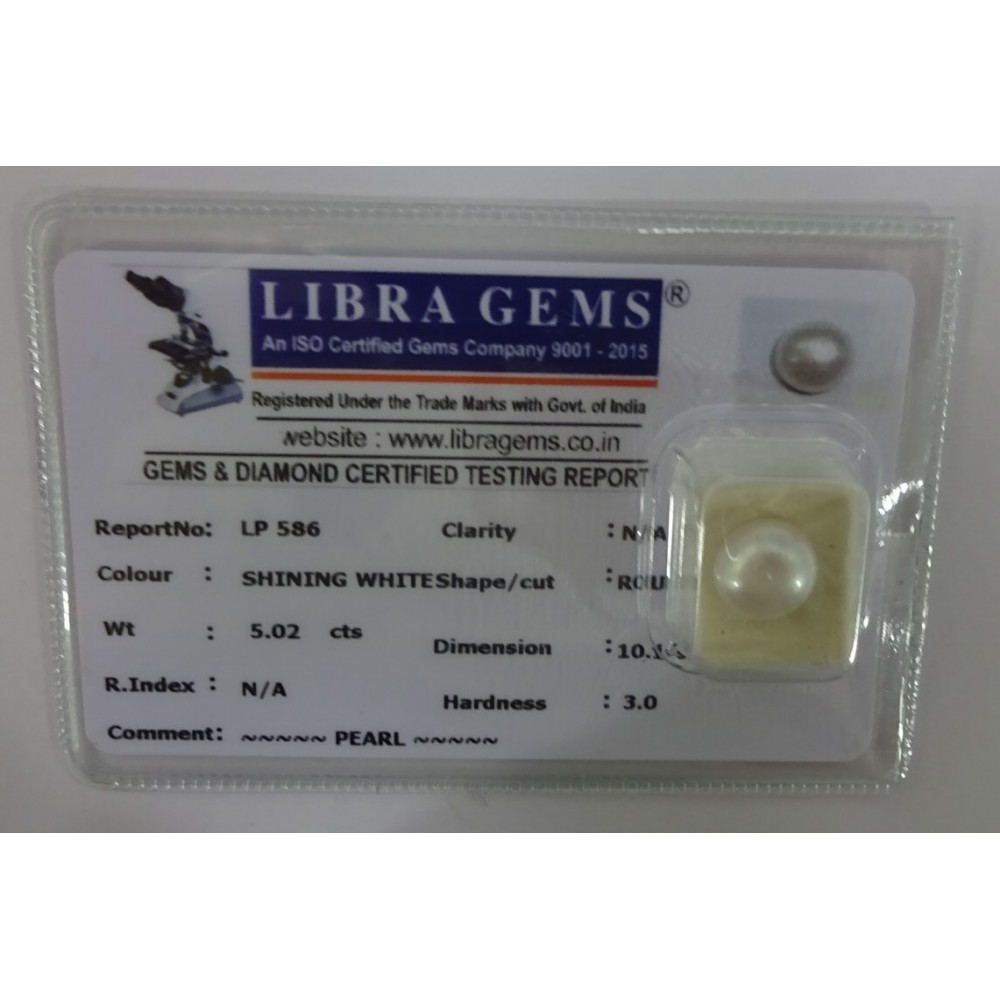 LIBRA GEMS®
An ISO Certified Gems Company 9001 - 2015
Registered Under the Trade Marks with Govt. of India
website : www.libragems.co.in
GEMS & DIAMOND CERTIFIED TESTING REPORT
ReportNo: LP 586 Clarity : N/A
Colour : SHINING WHITE Shape/cut :
Wt : 5.02 cts Dimension :
R.Index : N/A Hardness : 3.0
Comment: ~~~~~ PEARL ~~~~~